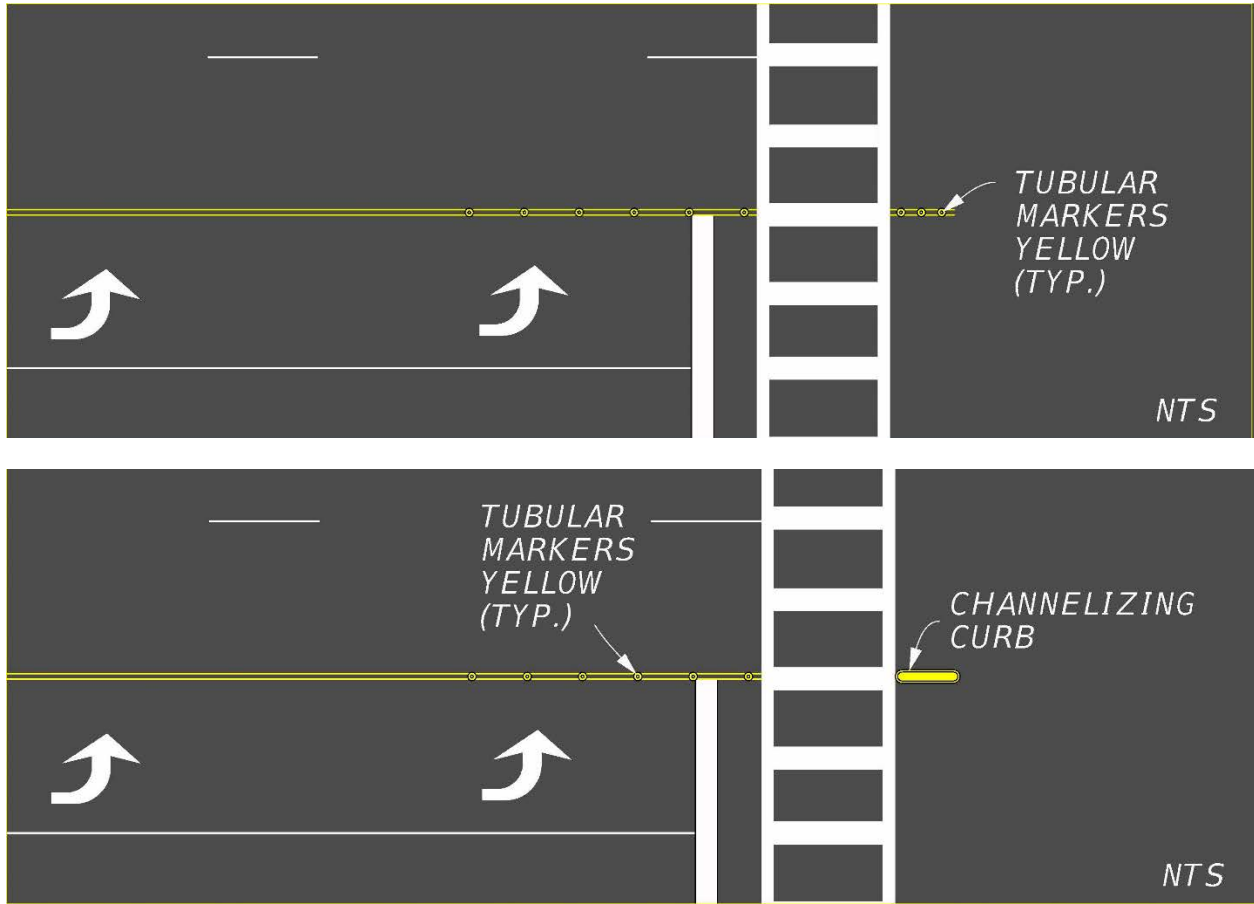 TUBULAR
MARKERS
YELLOW
(TYP.)
NTS
TUBULAR
MARKERS
YELLOW
(TYP.)
CHANNELIZING
CURB
NTS